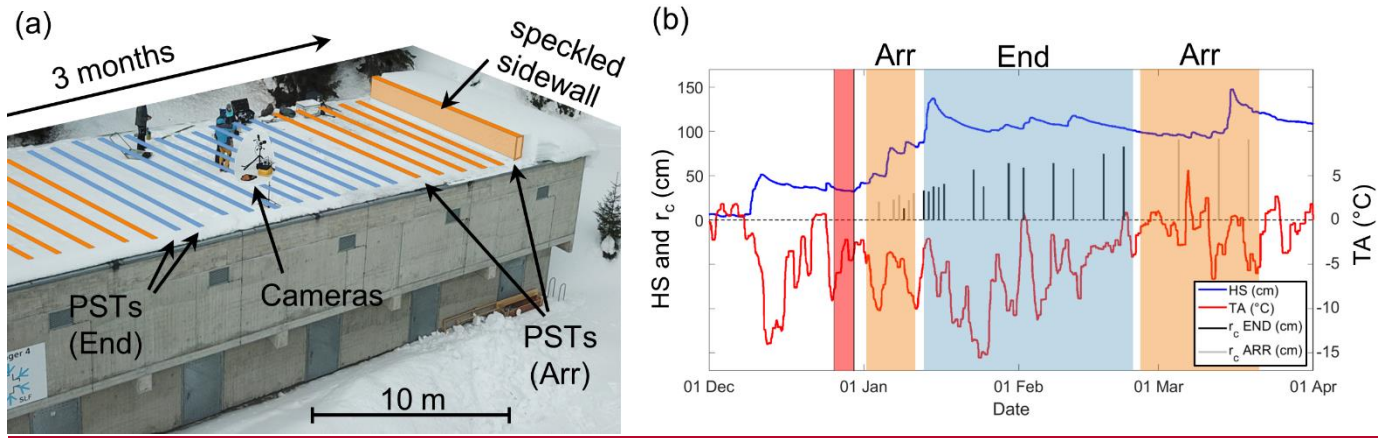 (a)
3 months
speckled
sidewall
PSTs
(End)
Cameras
PSTs
(Arr)
10 m
ger 4
SLF
(b)
Arr
End
Arr
HS and r_c (cm)
150
100
50
0
TA (°C)
5
0
-5
-10
-15
HS (cm)
TA (°C)
r_c END (cm)
r_c ARR (cm)
01 Dec
01 Jan
01 Feb
01 Mar
01 Apr
Date